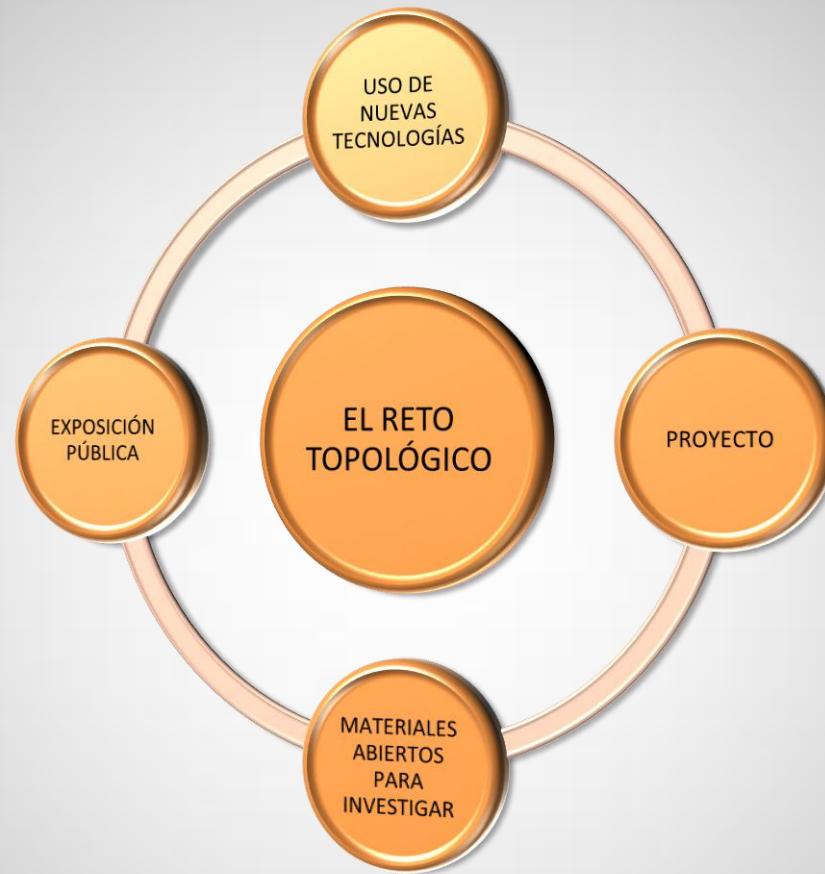 USO DE
NUEVAS
TECNOLOGÍAS
EXPOSICIÓN
PÚBLICA
EL RETO
TOPOLÓGICO
PROYECTO
MATERIALES
ABIERTOS
PARA
INVESTIGAR